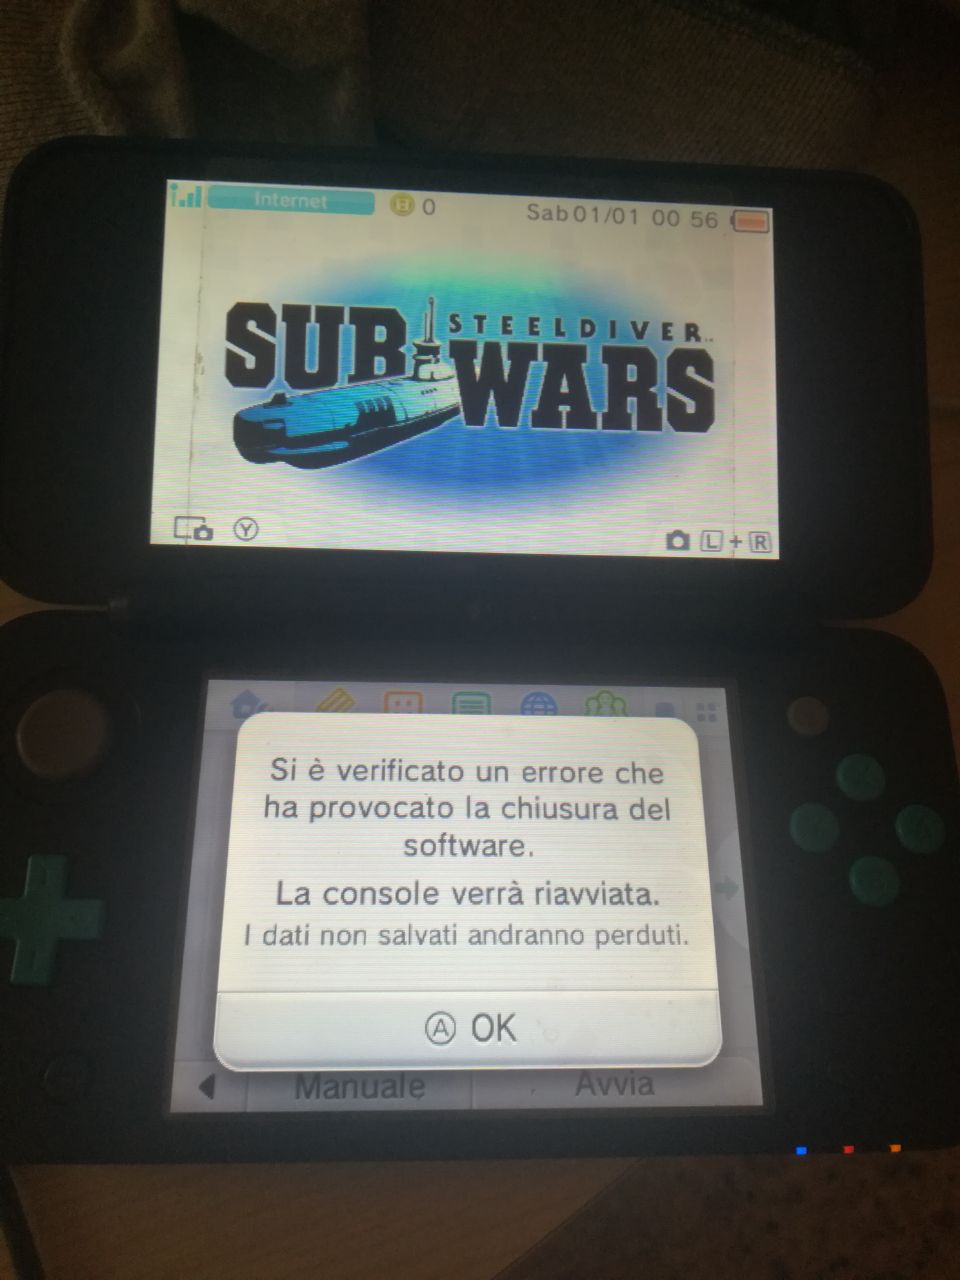 Internet
0
Sab 01/01 00 56
STEELDIVER™
SUB WARS
Y
L + R
Si è verificato un errore che
ha provocato la chiusura del
software.
La console verrà riavviata.
I dati non salvati andranno perduti.
A OK
Manuale
Avvia